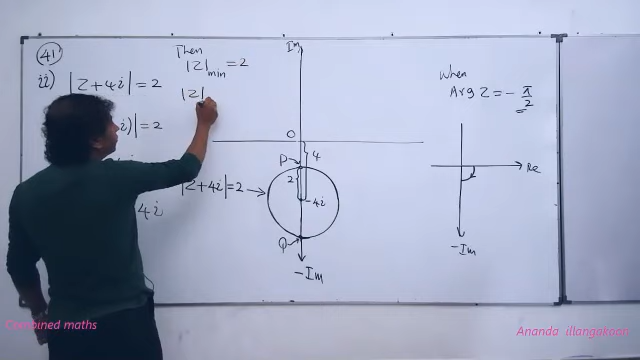 41
ii) |Z+4i| = 2
i)| = 2
4i
Then
|Z|min = 2
|Z|
|Z+4i| = 2
Im
O
4
P
2
-4i
Q
-Im
When
Arg Z = - π/2
Re
-Im
Combined maths
Ananda illangakoon